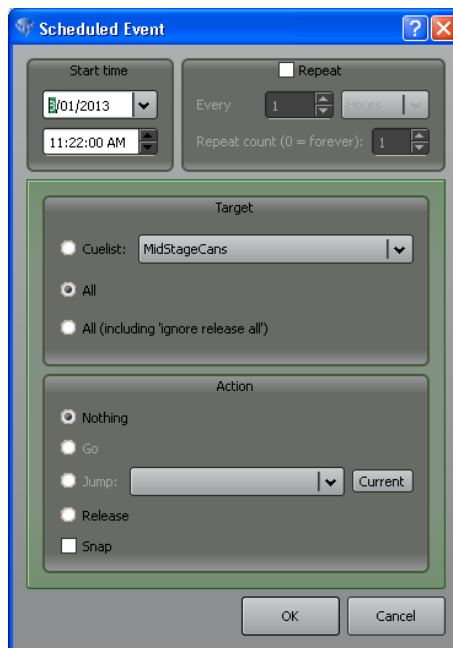 Scheduled Event
Start time
3/01/2013
11:22:00 AM
Repeat
Every 1 Hours
Repeat count (0 = forever): 1
Target
Cuelist: MidStageCans
All
All (including 'ignore release all')
Action
Nothing
Go
Jump: Current
Release
Snap
OK Cancel